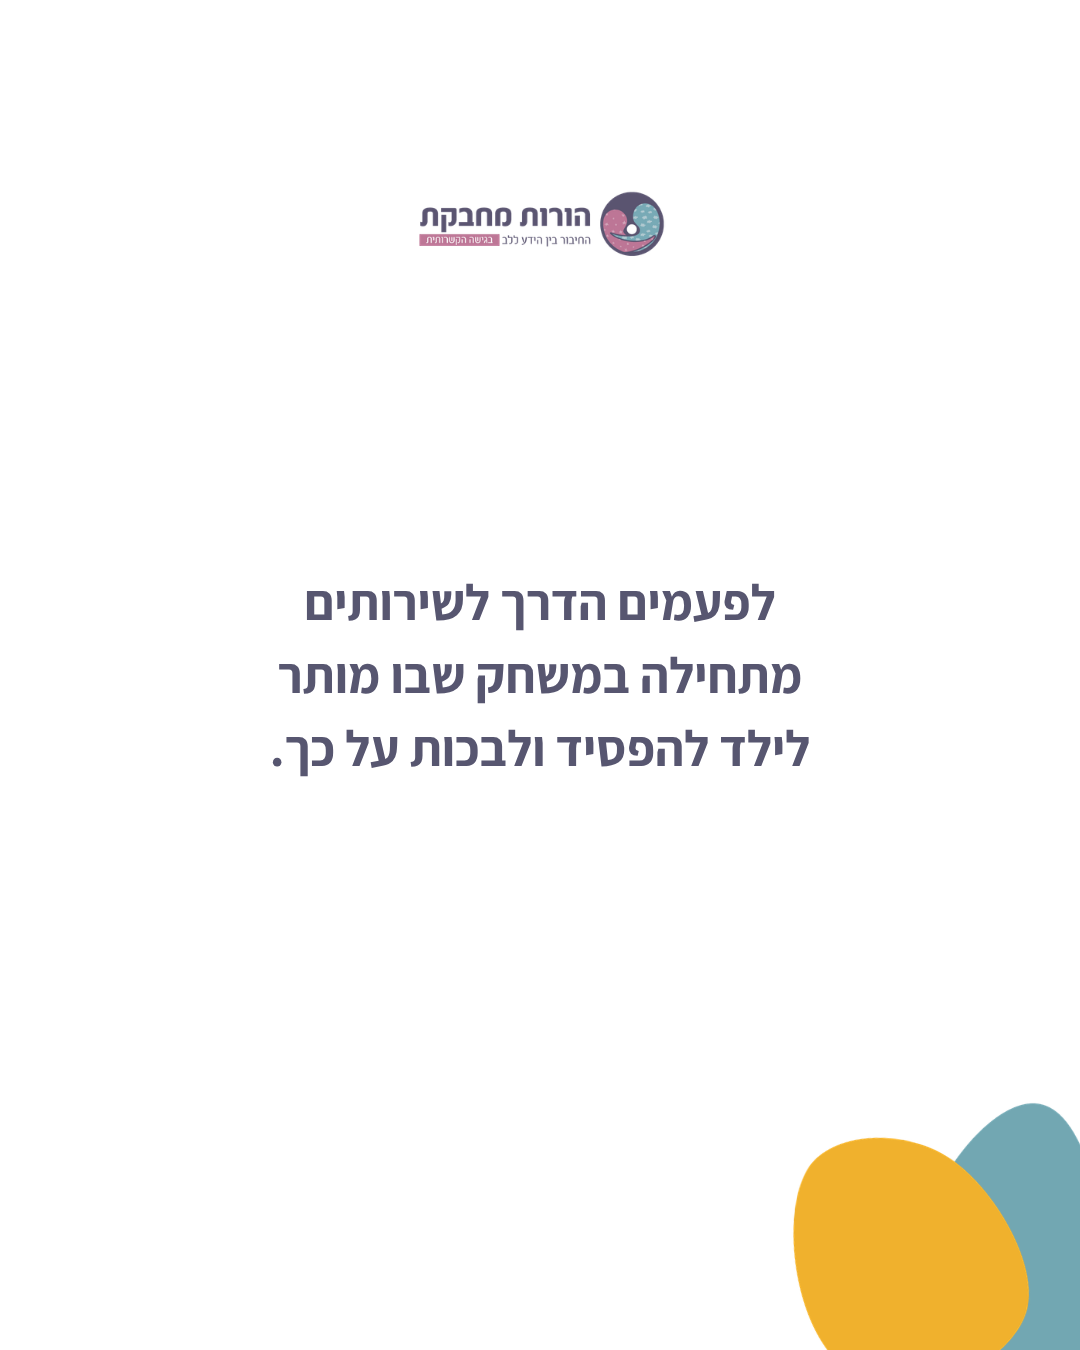 הורות מחבקת
החיבור בין הידע ללב בגישה הקשרותית
לפעמים הדרך לשירותים
מתחילה במשחק שבו מותר
לילד להפסיד ולבכות על כך.